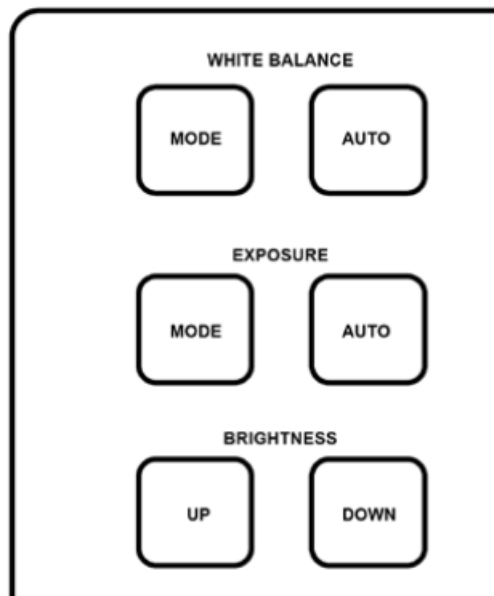 WHITE BALANCE
MODE AUTO
EXPOSURE
MODE AUTO
BRIGHTNESS
UP DOWN